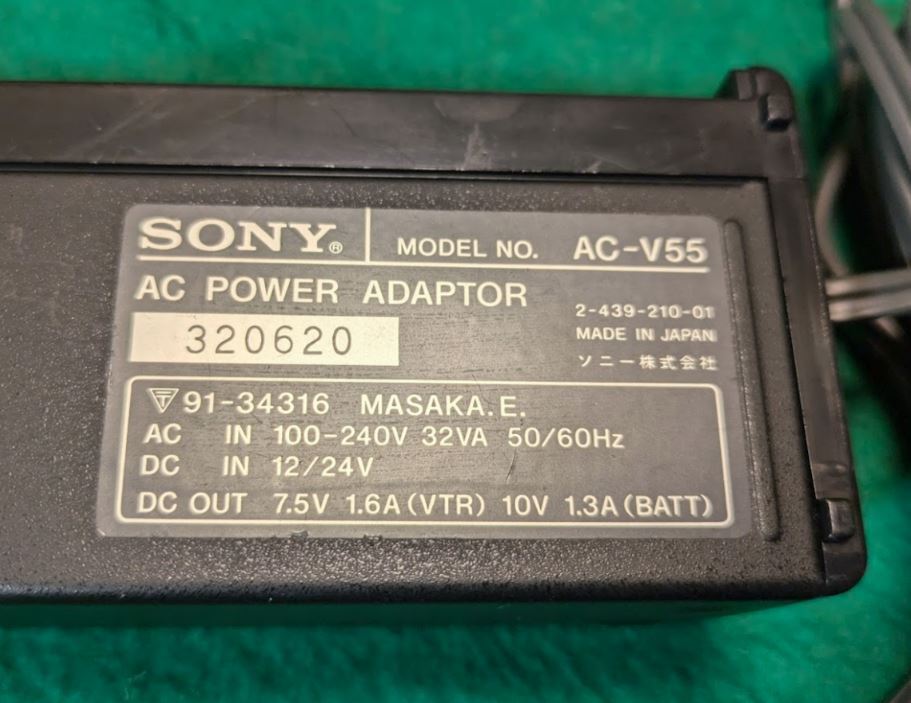 SONY® MODEL NO. AC-V55
AC POWER ADAPTOR
2-439-210-01
320620
MADE IN JAPAN
ソニー株式会社
91-34316 MASAKA.E.
AC IN 100-240V 32VA 50/60Hz
DC IN 12/24V
DC OUT 7.5V 1.6A(VTR) 10V 1.3A(BATT)